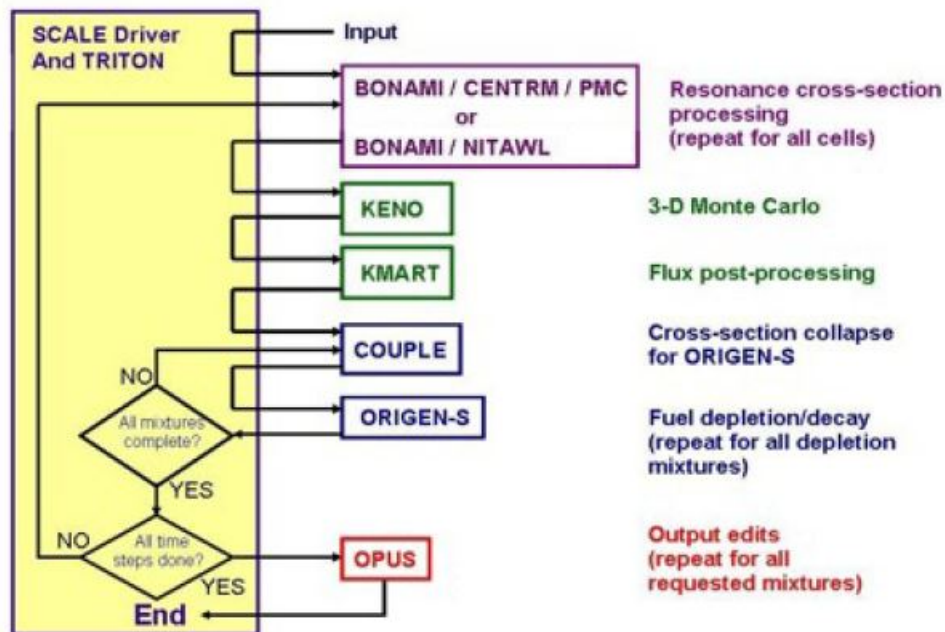 SCALE Driver
And TRITON
Input
BONAMI / CENTRM / PMC
or
BONAMI / NITAWL
Resonance cross-section
processing
(repeat for all cells)
KENO
3-D Monte Carlo
KMART
Flux post-processing
COUPLE
Cross-section collapse
for ORIGEN-S
NO
All mixtures
complete?
ORIGEN-S
Fuel depletion/decay
(repeat for all depletion
mixtures)
YES
NO
All time
steps done?
YES
OPUS
Output edits
(repeat for all
requested mixtures)
End